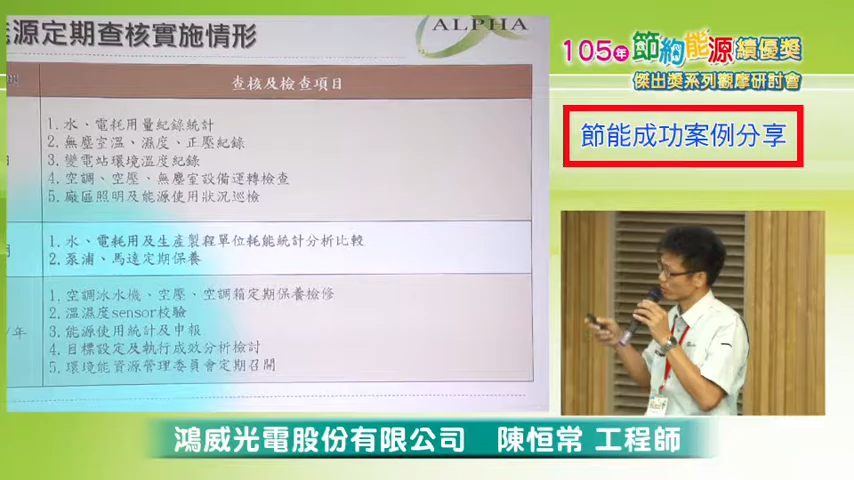 能源定期查核實施情形
ALPHA
查核及檢查項目
1. 水、電耗用量紀錄統計
2. 無塵室溫、濕度、正壓紀錄
3. 變電站環境溫度紀錄
4. 空調、空壓、無塵室設備運轉檢查
5. 廠區照明及能源使用狀況巡檢
月
1. 水、電耗用及生產製程單位耗能統計分析比較
2. 泵浦、馬達定期保養
/年
1. 空調冰水機、空壓、空調箱定期保養檢修
2. 溫濕度sensor校驗
3. 能源使用統計及申報
4. 目標設定及執行成效分析檢討
5. 環境能資源管理委員會定期召開
105年節約能源績優獎
傑出獎系列觀摩研討會
節能成功案例分享
鴻威光電股份有限公司 陳恒常 工程師